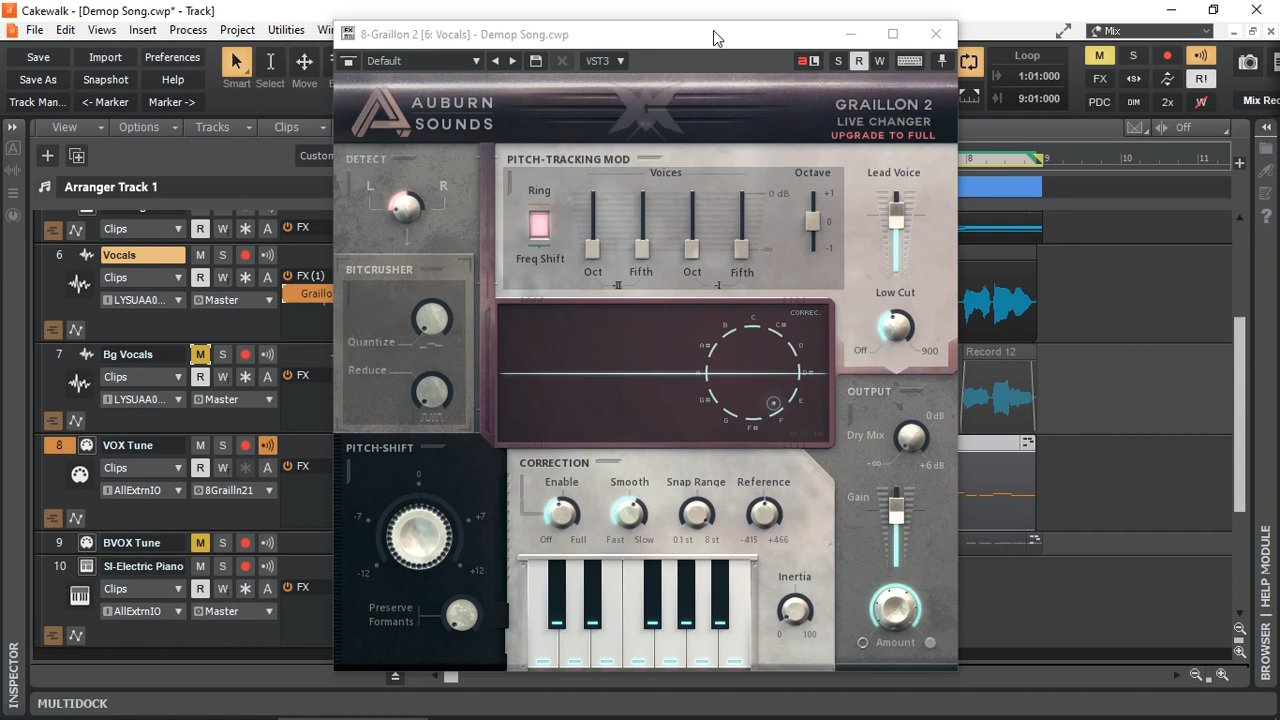 Cakewalk - [Demop Song.cwp* - Track]
File Edit Views Insert Process Project Utilities
8-Graillon 2 [6: Vocals] - Demop Song.cwp
Mix
Save Import Preferences
Save As Snapshot Help
Track Man... <- Marker Marker ->
Smart Select Move
Default VST3 a L S R W
Loop
1:01:000
9:01:000
M S
FX R!
PDC DIM 2x W
Mix Rec
View Options Tracks Clips
Off
Custom
8 9 10 11
Arranger Track 1
R W A FX
6 Vocals
Clips R W A FX (1)
LYSUAA0... Master
Graillo
7 Bg Vocals M S
Clips R W A FX
LYSUAA0... Master
8 VOX Tune M S
Clips R W A FX
AllExtrnIO 8Grailln21
9 BVOX Tune M S
10 SI-Electric Piano M S
Clips R W A FX
AllExtrnIO Master
Record 12
INSPECTOR
BROWSER | HELP MODULE
MULTIDOCK
AUBURN
SOUNDS
GRAILLON 2
LIVE CHANGER
UPGRADE TO FULL
DETECT
L R
PITCH-TRACKING MOD
Ring
Freq Shift
Voices
0 dB
-∞
Oct Fifth Oct Fifth
-II -I
Octave
+1
0
-1
Lead Voice
Low Cut
Off 900
BITCRUSHER
Quantize
Reduce
CORREC.
C C# D D# E F F# G G# A A# B
OUTPUT
0dB
Dry Mix
-∞ +6 dB
Gain
Amount
PITCH-SHIFT
0
-7 +7
-12 +12
Preserve
Formants
CORRECTION
Enable Smooth Snap Range Reference
Off Full Fast Slow 0.1 st 8 st -415 +466
Inertia
0 100